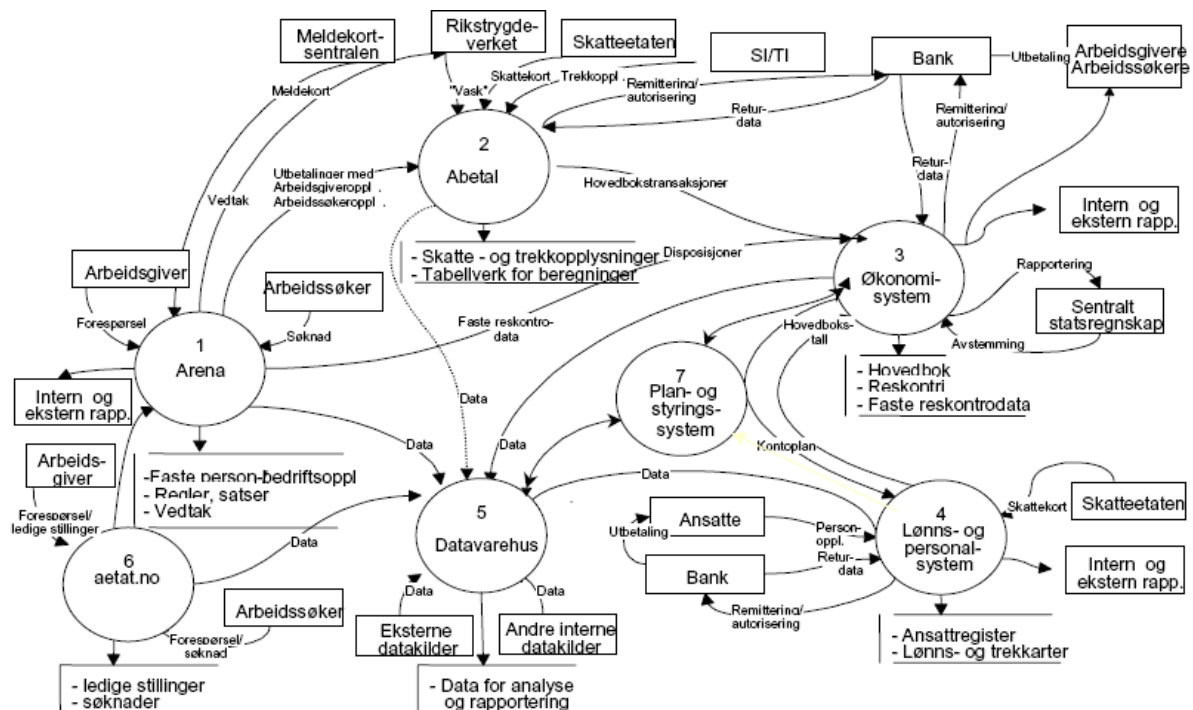 Meldekort-
sentralen
Rikstrygde-
verket
Skatteetaten
SI/TI
Bank
Utbetaling
Arbeidsgivere
Arbeidssøkere
Meldekort
"Vask"
Skattekort
Trekkoppl.
Remittering/
autorisering
Retur-
data
Remittering/
autorisering
Retur-
data
2
Abetal
Utbetalinger med
Arbeidsgiveroppl .
Arbeidssøkeroppl.
Hovedbokstransaksjoner
Vedtak
Intern og
ekstern rapp.
- Skatte - og trekkopplysninger
- Tabellverk for beregninger
Disposisjoner
3
Økonomi-
system
Rapportering
Sentralt
statsregnskap
Avstemming
Arbeidsgiver
Arbeidssøker
Forespørsel
Søknad
1
Arena
Faste reskontro-
data
Hovedboks-
tall
- Hovedbok
- Reskontri
- Faste reskontrodata
7
Plan- og
styrings-
system
Intern og
ekstern rapp.
Data
Data
Data
Kontoplan
Arbeids-
giver
-Faste person-bedriftsoppl
- Regler, satser
- Vedtak
Forespørsel/
ledige stillinger
Data
5
Datavarehus
Data
Ansatte
Utbetaling
Person-
oppl.
Bank
Retur-
data
Remittering/
autorisering
4
Lønns- og
personal-
system
Skattekort
Skatteetaten
Intern og
ekstern rapp.
6
aetat.no
Arbeidssøker
Forespørsel/
søknad
Data
Data
Eksterne
datakilder
Andre interne
datakilder
- Ansattregister
- Lønns- og trekkarter
- ledige stillinger
- søknader
- Data for analyse
og rapportering